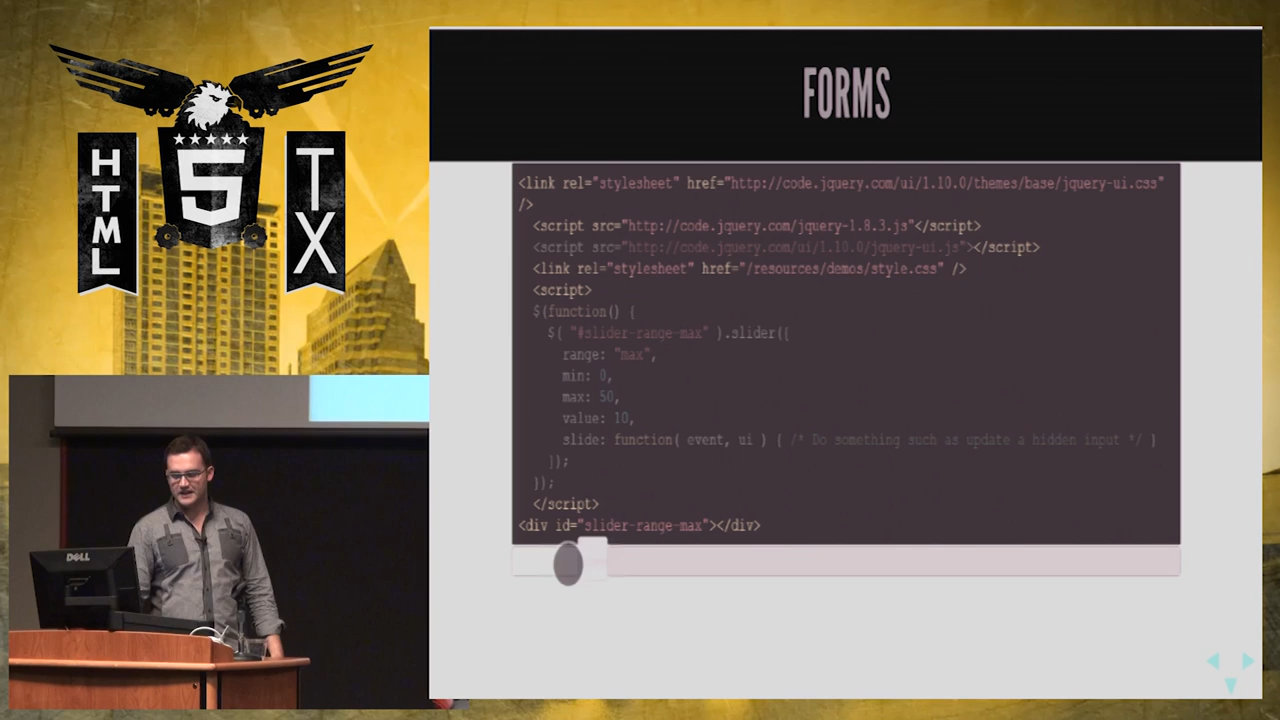 HTML
5
TX
DELL
FORMS
<link rel="stylesheet" href="http://code.jquery.com/ui/1.10.0/themes/base/jquery-ui.css"
/>
<script src="http://code.jquery.com/jquery-1.8.3.js"</script>
<script src="http://code.jquery.com/ui/1.10.0/jquery-ui.js"></script>
<link rel="stylesheet" href="/resources/demos/style.css" />
<script>
$(function() {
$( "#slider-range-max" ).slider({
range: "max",
min: 0,
max: 50,
value: 10,
slide: function( event, ui ) { /* Do something such as update a hidden input */ }
});
});
</script>
<div id="slider-range-max"></div>